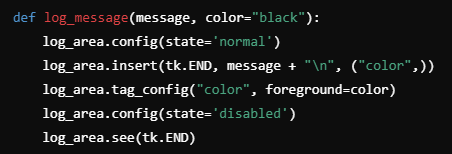 def log_message(message, color="black"):
    log_area.config(state='normal')
    log_area.insert(tk.END, message + "\n", ("color",))
    log_area.tag_config("color", foreground=color)
    log_area.config(state='disabled')
    log_area.see(tk.END)